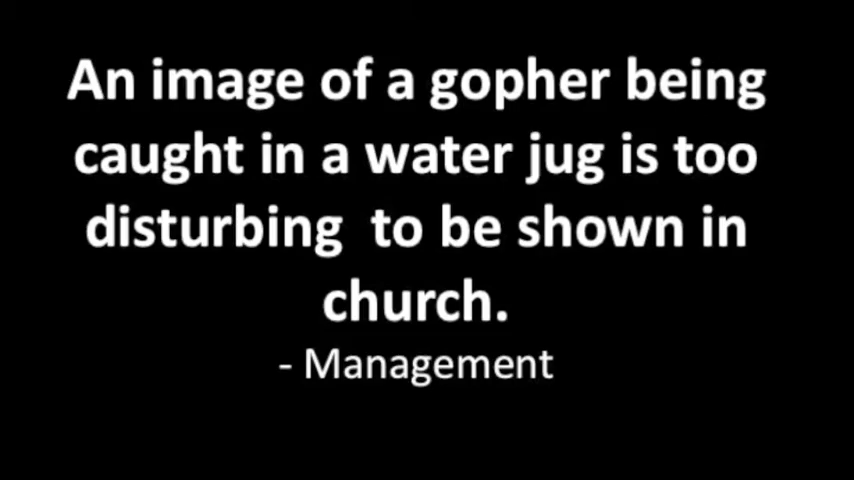 An image of a gopher being
caught in a water jug is too
disturbing  to be shown in
church.
- Management